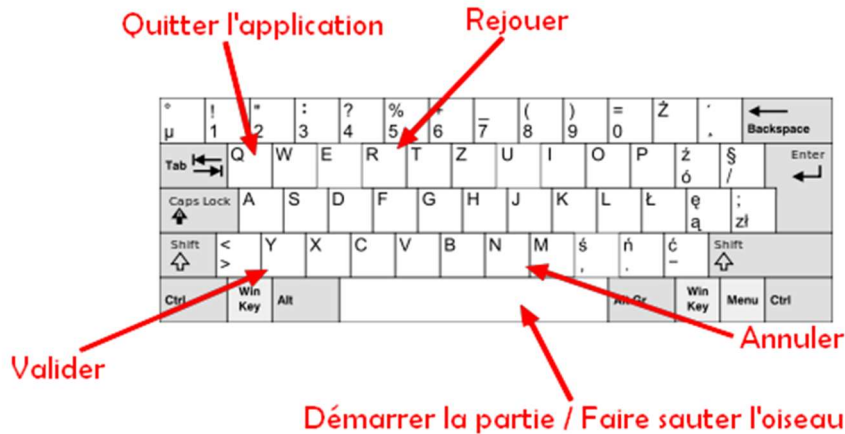 Quitter l'application
Rejouer
° ! " : ? % + _ ( ) = Ż ´ Backspace
µ 1 2 3 4 5 6 7 8 9 0 ¸
Tab Q W E R T Z U I O P ż § Enter
ó /
Caps Lock A S D F G H J K L Ł ę ;
ą zł
Shift < Y X C V B N M ś ń ć Shift
> , . –
Ctrl Win Key Alt Alt Gr Win Key Menu Ctrl
Annuler
Valider
Démarrer la partie / Faire sauter l'oiseau